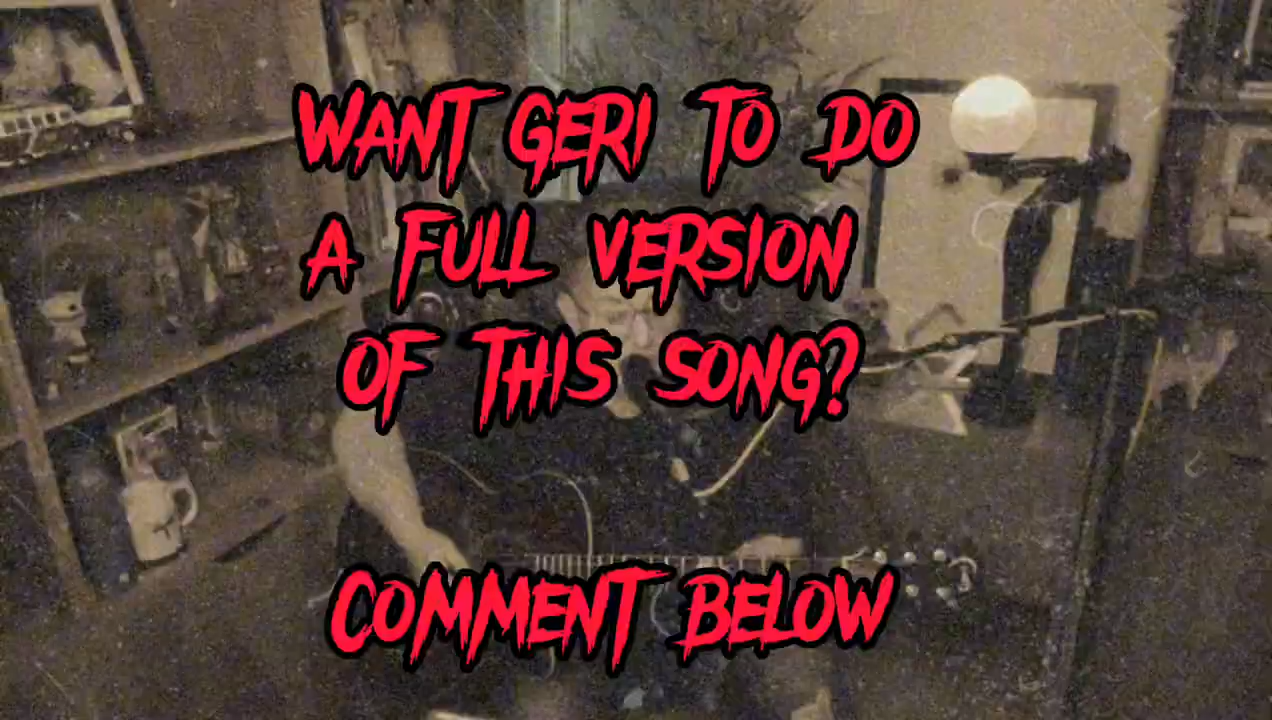 WANT GERI TO DO
A FULL VERSION
OF THIS SONG?
COMMENT BELOW